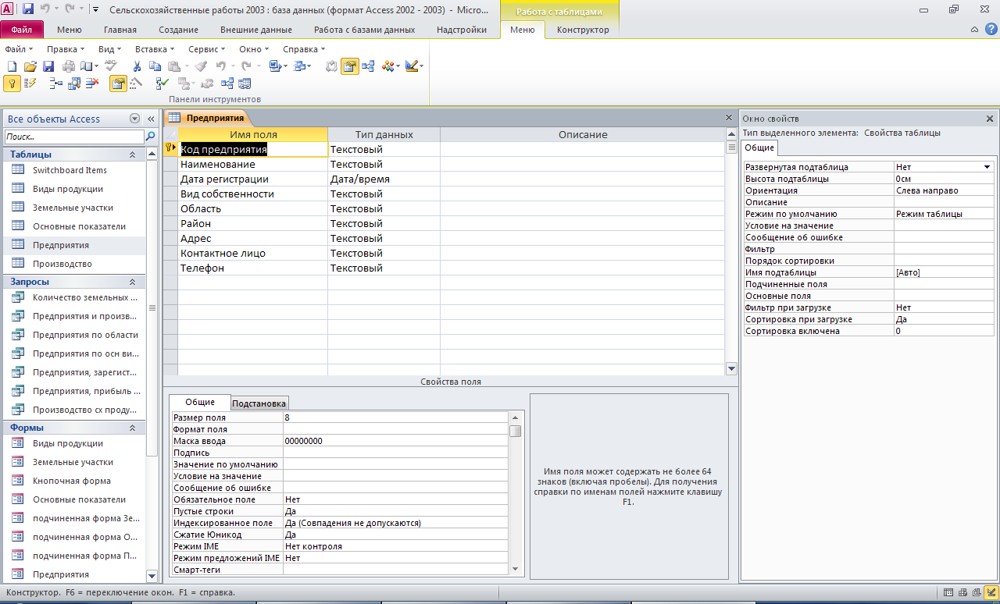 Сельскохозяйственные работы 2003 : база данных (формат Access 2002 - 2003) - Micro...
Работа с таблицами
Файл Меню Главная Создание Внешние данные Работа с базами данных Надстройки Меню Конструктор
Файл Правка Вид Вставка Сервис Окно Справка
Панели инструментов
Все объекты Access
Поиск...
Таблицы
Switchboard Items
Виды продукции
Земельные участки
Основные показатели
Предприятия
Производство
Запросы
Количество земельных ...
Предприятия и произв...
Предприятия по области
Предприятия по осн ви...
Предприятия, зарегист...
Предприятия, прибыль ...
Производство сх проду...
Формы
Виды продукции
Земельные участки
Кнопочная форма
Основные показатели
подчиненная форма Зе...
подчиненная форма О...
подчиненная форма П...
Предприятия
Предприятия
Имя поля Тип данных Описание
Код предприятия Текстовый
Наименование Текстовый
Дата регистрации Дата/время
Вид собственности Текстовый
Область Текстовый
Район Текстовый
Адрес Текстовый
Контактное лицо Текстовый
Телефон Текстовый
Свойства поля
Общие Подстановка
Размер поля 8
Формат поля
Маска ввода 00000000
Подпись
Значение по умолчанию
Условие на значение
Сообщение об ошибке
Обязательное поле Нет
Пустые строки Да
Индексированное поле Да (Совпадения не допускаются)
Сжатие Юникод Да
Режим IME Нет контроля
Режим предложений IME Нет
Смарт-теги
Имя поля может содержать не более 64
знаков (включая пробелы). Для получения
справки по именам полей нажмите клавишу
F1.
Окно свойств
Тип выделенного элемента: Свойства таблицы
Общие
Развернутая подтаблица Нет
Высота подтаблицы 0см
Ориентация Слева направо
Описание
Режим по умолчанию Режим таблицы
Условие на значение
Сообщение об ошибке
Фильтр
Порядок сортировки
Имя подтаблицы [Авто]
Подчиненные поля
Основные поля
Фильтр при загрузке Нет
Сортировка при загрузке Да
Сортировка включена 0
Конструктор. F6 = переключение окон. F1 = справка.